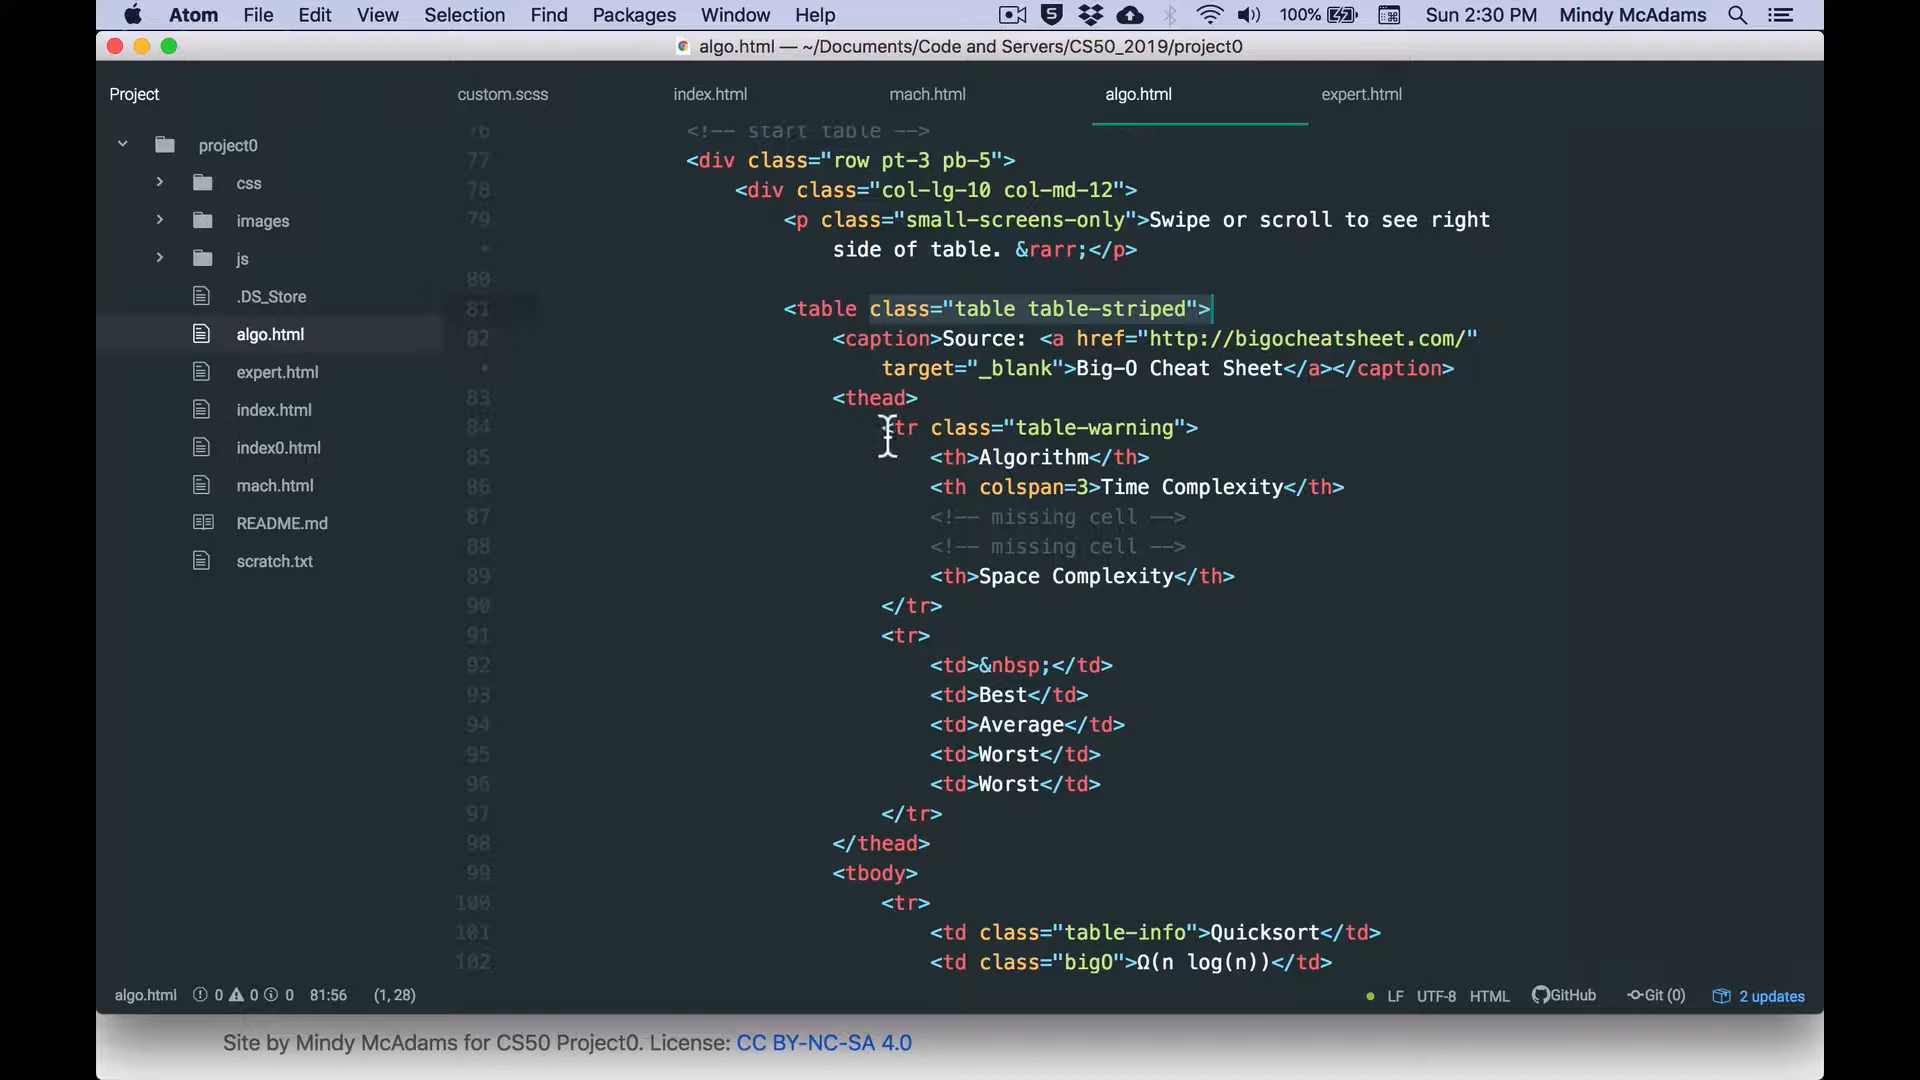 Atom File Edit View Selection Find Packages Window Help 100% Sun 2:30 PM Mindy McAdams
algo.html — ~/Documents/Code and Servers/CS50_2019/project0
Project
custom.scss index.html mach.html algo.html expert.html
project0
css
images
js
.DS_Store
algo.html
expert.html
index.html
index0.html
mach.html
README.md
scratch.txt
76 <!-- start table -->
77 <div class="row pt-3 pb-5">
78 <div class="col-lg-10 col-md-12">
79 <p class="small-screens-only">Swipe or scroll to see right
side of table. &rarr;</p>
80
81 <table class="table table-striped">
82 <caption>Source: <a href="http://bigocheatsheet.com/"
target="_blank">Big-O Cheat Sheet</a></caption>
83 <thead>
84 <tr class="table-warning">
85 <th>Algorithm</th>
86 <th colspan=3>Time Complexity</th>
87 <!-- missing cell -->
88 <!-- missing cell -->
89 <th>Space Complexity</th>
90 </tr>
91 <tr>
92 <td>&nbsp;</td>
93 <td>Best</td>
94 <td>Average</td>
95 <td>Worst</td>
96 <td>Worst</td>
97 </tr>
98 </thead>
99 <tbody>
100 <tr>
101 <td class="table-info">Quicksort</td>
102 <td class="bigO">Ω(n log(n))</td>
algo.html 0 0 0 81:56 (1, 28) LF UTF-8 HTML GitHub Git (0) 2 updates
Site by Mindy McAdams for CS50 Project0. License: CC BY-NC-SA 4.0